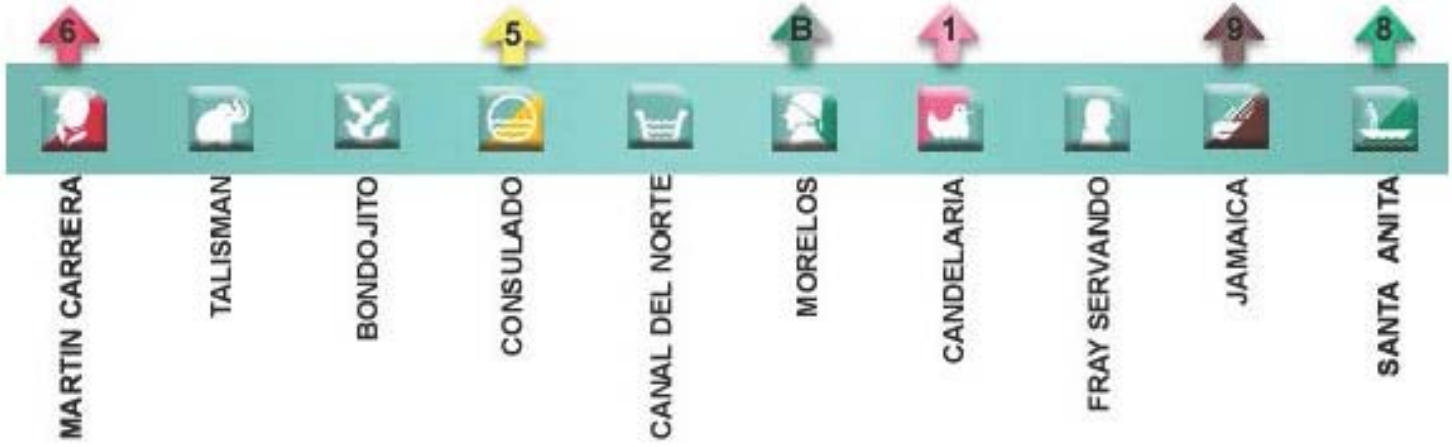 6
5
B
1
9
8
MARTIN CARRERA
TALISMAN
BONDOJITO
CONSULADO
CANAL DEL NORTE
MORELOS
CANDELARIA
FRAY SERVANDO
JAMAICA
SANTA ANITA